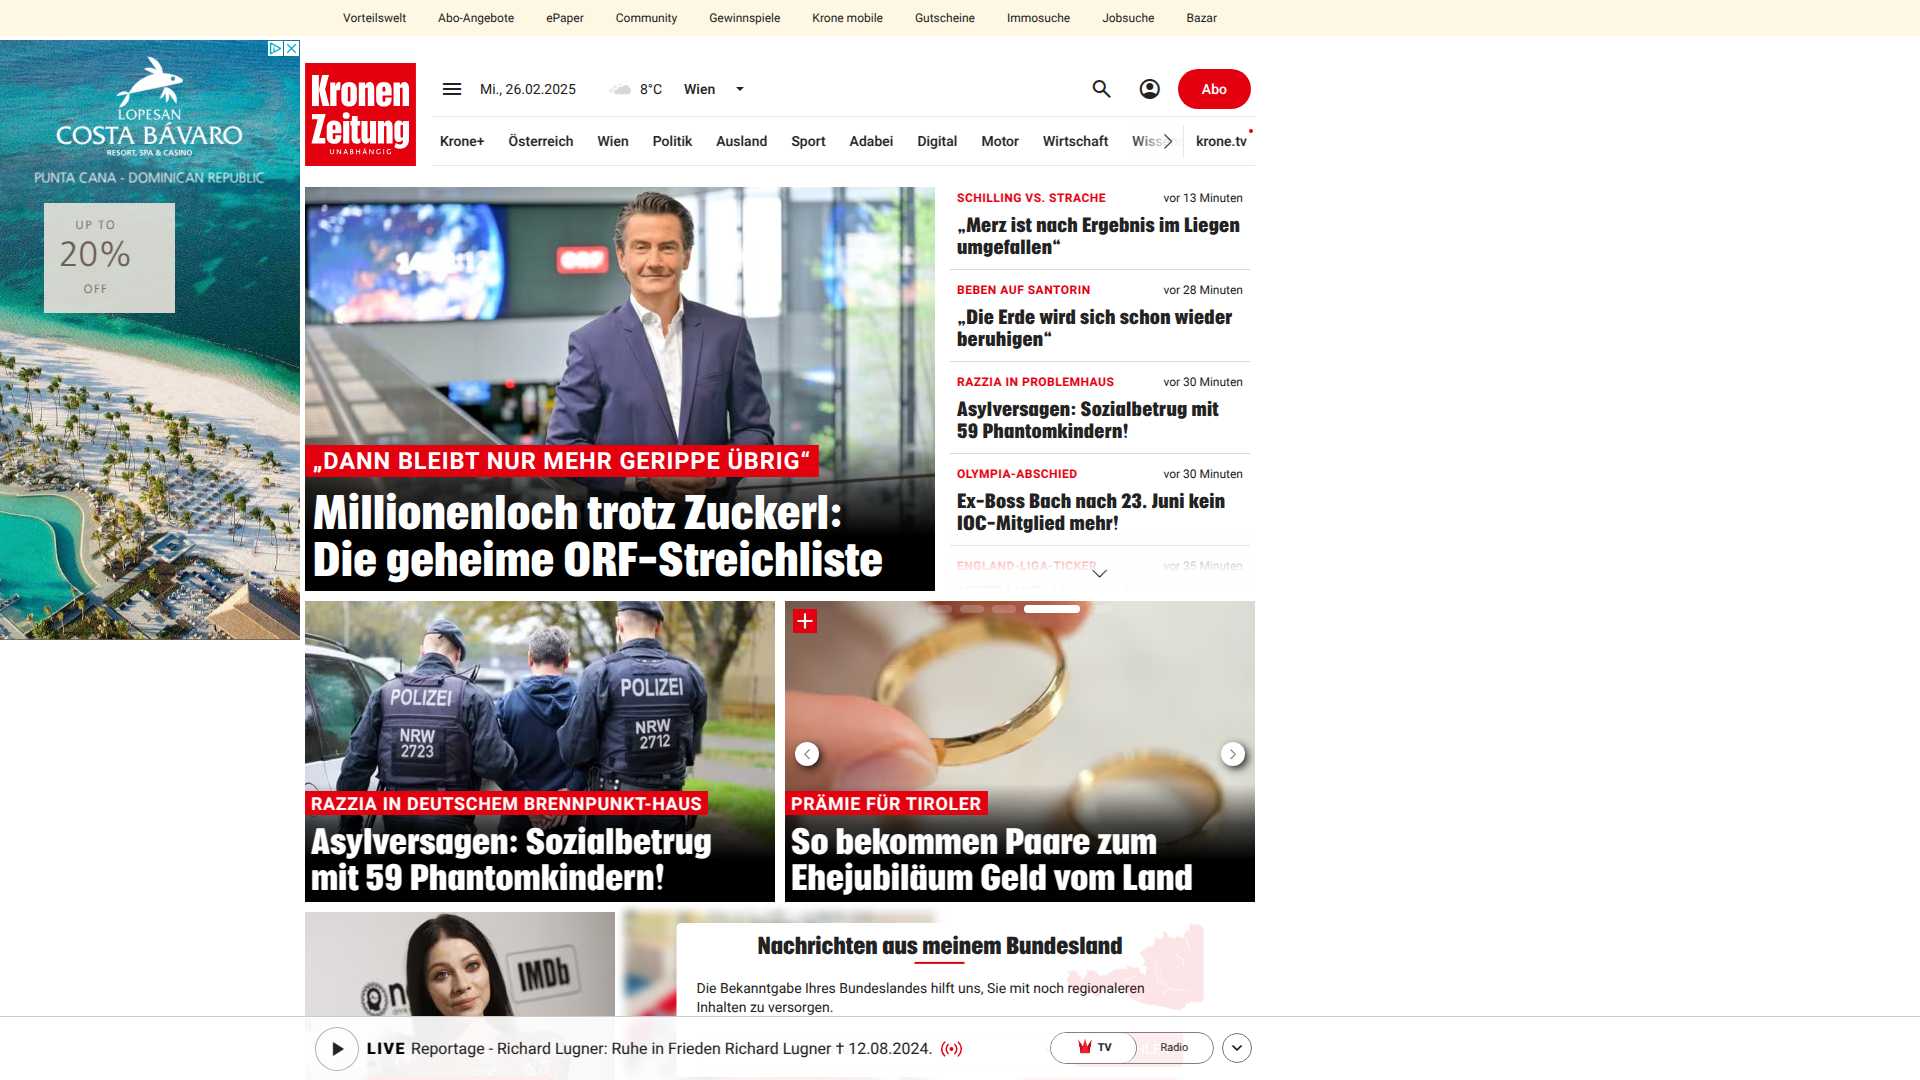 Vorteilswelt Abo-Angebote ePaper Community Gewinnspiele Krone mobile Gutscheine Immosuche Jobsuche Bazar
LOPESAN
COSTA BÁVARO
RESORT, SPA & CASINO
PUNTA CANA - DOMINICAN REPUBLIC
UP TO
20%
OFF
Kronen
Zeitung
UNABHÄNGIG
Mi., 26.02.2025 8°C Wien
Abo
Krone+ Österreich Wien Politik Ausland Sport Adabei Digital Motor Wirtschaft krone.tv
ORF
„DANN BLEIBT NUR MEHR GERIPPE ÜBRIG“
Millionenloch trotz Zuckerl:
Die geheime ORF-Streichliste
SCHILLING VS. STRACHE vor 13 Minuten
„Merz ist nach Ergebnis im Liegen
umgefallen“
BEBEN AUF SANTORIN vor 28 Minuten
„Die Erde wird sich schon wieder
beruhigen“
RAZZIA IN PROBLEMHAUS vor 30 Minuten
Asylversagen: Sozialbetrug mit
59 Phantomkindern!
OLYMPIA-ABSCHIED vor 30 Minuten
Ex-Boss Bach nach 23. Juni kein
IOC-Mitglied mehr!
ENGLAND-LIGA-TICKER vor 35 Minuten
POLIZEI
NRW
2723
POLIZEI
NRW
2712
RAZZIA IN DEUTSCHEM BRENNPUNKT-HAUS
Asylversagen: Sozialbetrug
mit 59 Phantomkindern!
PRÄMIE FÜR TIROLER
So bekommen Paare zum
Ehejubiläum Geld vom Land
IMDb
Nachrichten aus meinem Bundesland
Die Bekanntgabe Ihres Bundeslandes hilft uns, Sie mit noch regionaleren
Inhalten zu versorgen.
LIVE Reportage - Richard Lugner: Ruhe in Frieden Richard Lugner † 12.08.2024.
TV Radio